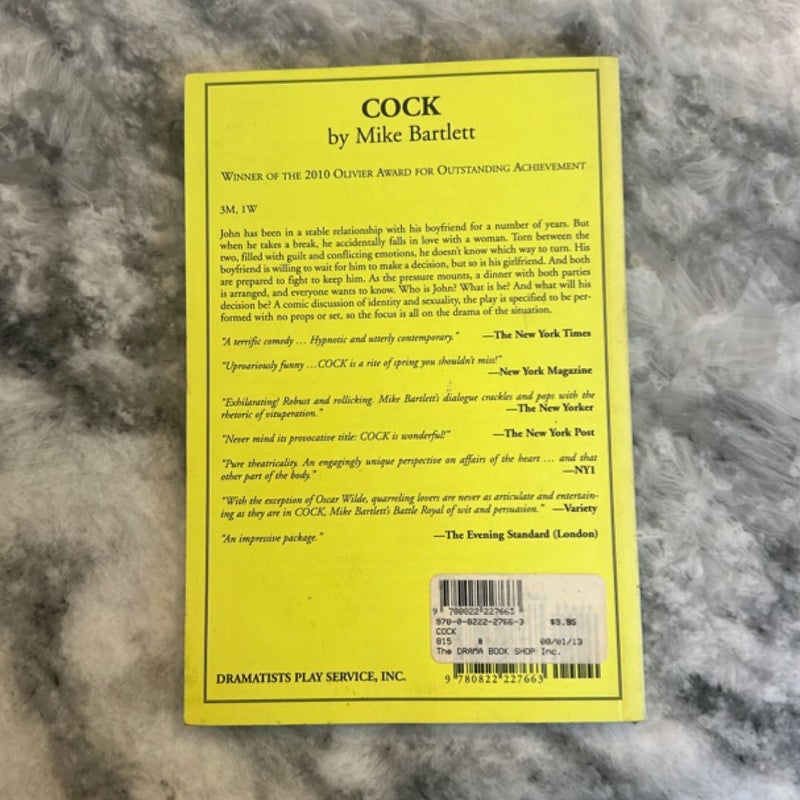 COCK
by Mike Bartlett
WINNER OF THE 2010 OLIVIER AWARD FOR OUTSTANDING ACHIEVEMENT
3M, 1W
John has been in a stable relationship with his boyfriend for a number of years. But
when he takes a break, he accidentally falls in love with a woman. Torn between the
two, filled with guilt and conflicting emotions, he doesn't know which way to turn. His
boyfriend is willing to wait for him to make a decision, but so is his girlfriend. And both
are prepared to fight to keep him. As the pressure mounts, a dinner with both parties
is arranged, and everyone wants to know. Who is John? What is he? And what will his
decision be? A comic discussion of identity and sexuality, the play is specified to be per-
formed with no props or set, so the focus is all on the drama of the situation.
"A terrific comedy … Hypnotic and utterly contemporary." —The New York Times
"Uproariously funny …COCK is a rite of spring you shouldn't miss!"
—New York Magazine
"Exhilarating! Robust and rollicking. Mike Bartlett's dialogue crackles and pops with the
rhetoric of vituperation." —The New Yorker
"Never mind its provocative title: COCK is wonderful!" —The New York Post
"Pure theatricality. An engagingly unique perspective on affairs of the heart … and that
other part of the body." —NY1
"With the exception of Oscar Wilde, quarreling lovers are never as articulate and entertain-
ing as they are in COCK, Mike Bartlett's Battle Royal of wit and persuasion." —Variety
"An impressive package." —The Evening Standard (London)
9 780822 227663
978-0-8222-2766-3 $9.95
COCK
815 # 08/01/13
The DRAMA BOOK SHOP Inc.
DRAMATISTS PLAY SERVICE, INC.
9 780822 227663